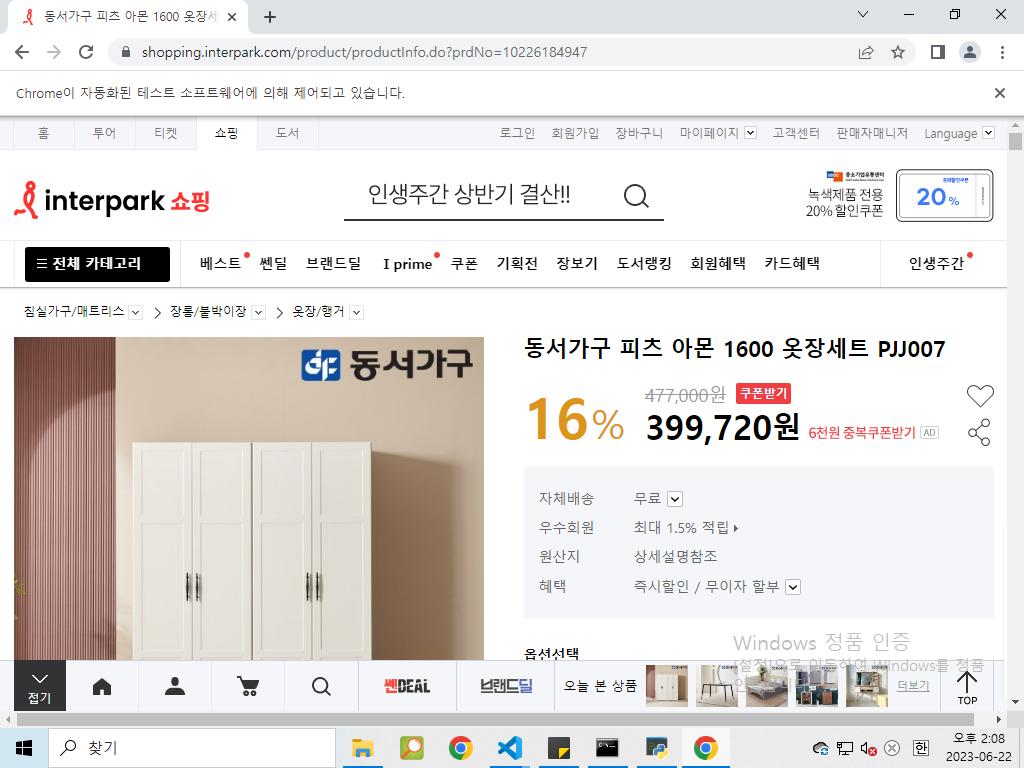 동서가구 피츠 아몬 1600 옷장세
shopping.interpark.com/product/productInfo.do?prdNo=10226184947
Chrome이 자동화된 테스트 소프트웨어에 의해 제어되고 있습니다.
홈 투어 티켓 쇼핑 도서 로그인 회원가입 장바구니 마이페이지 고객센터 판매자매니저 Language
interpark 쇼핑 인생주간 상반기 결산!!
중소기업유통센터
녹색제품 전용
20% 할인쿠폰
중복할인쿠폰
20%
전체 카테고리 베스트 쎈딜 브랜드딜 I prime 쿠폰 기획전 장보기 도서랭킹 회원혜택 카드혜택 인생주간
침실가구/매트리스 장롱/붙박이장 옷장/행거
동서가구
동서가구 피츠 아몬 1600 옷장세트 PJJ007
16% 477,000원 쿠폰받기
399,720원 6천원 중복쿠폰받기 AD
자체배송 무료
우수회원 최대 1.5% 적립
원산지 상세설명참조
혜택 즉시할인 / 무이자 할부
옵션선택
Windows 정품 인증
[설정]으로 이동하여 Windows를 정품
접기 쎈DEAL 브랜드딜 오늘 본 상품 더보기 TOP
찾기
한
오후 2:08
2023-06-22